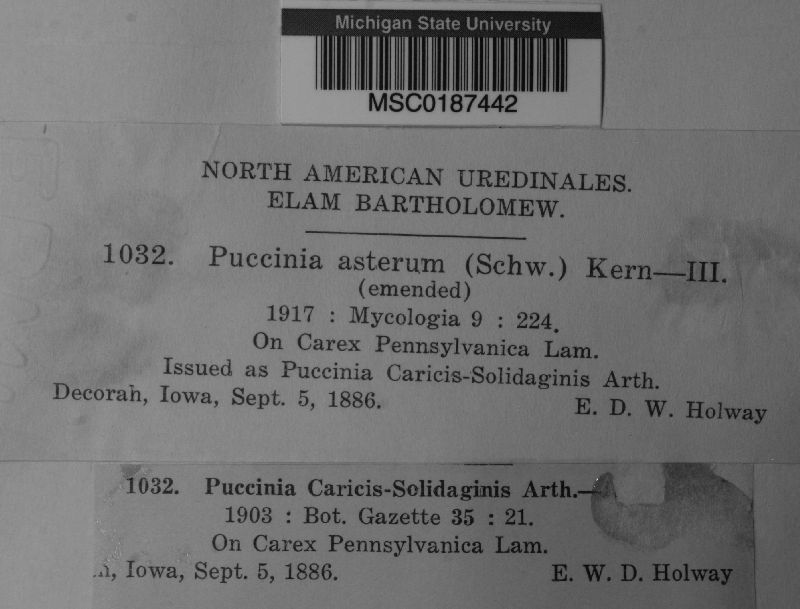 Michigan State University
MSC0187442
NORTH AMERICAN UREDINALES.
ELAM BARTHOLOMEW.
1032. Puccinia asterum (Schw.) Kern—III.
(emended)
1917 : Mycologia 9 : 224.
On Carex Pennsylvanica Lam.
Issued as Puccinia Caricis-Solidaginis Arth.
Decorah, Iowa, Sept. 5, 1886. E. D. W. Holway
1032. Puccinia Caricis-Solidaginis Arth.—
1903 : Bot. Gazette 35 : 21.
On Carex Pennsylvanica Lam.
Iowa, Sept. 5, 1886. E. W. D. Holway